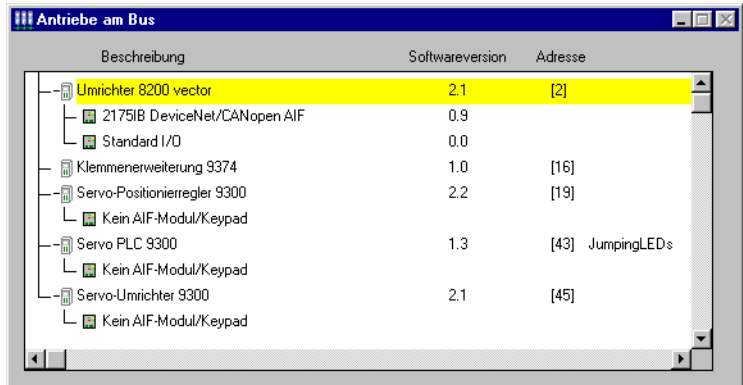 Antriebe am Bus
Beschreibung Softwareversion Adresse
Umrichter 8200 vector 2.1 [2]
2175IB DeviceNet/CANopen AIF 0.9
Standard I/O 0.0
Klemmenerweiterung 9374 1.0 [16]
Servo-Positionierregler 9300 2.2 [19]
Kein AIF-Modul/Keypad
Servo PLC 9300 1.3 [43] JumpingLEDs
Kein AIF-Modul/Keypad
Servo-Umrichter 9300 2.1 [45]
Kein AIF-Modul/Keypad